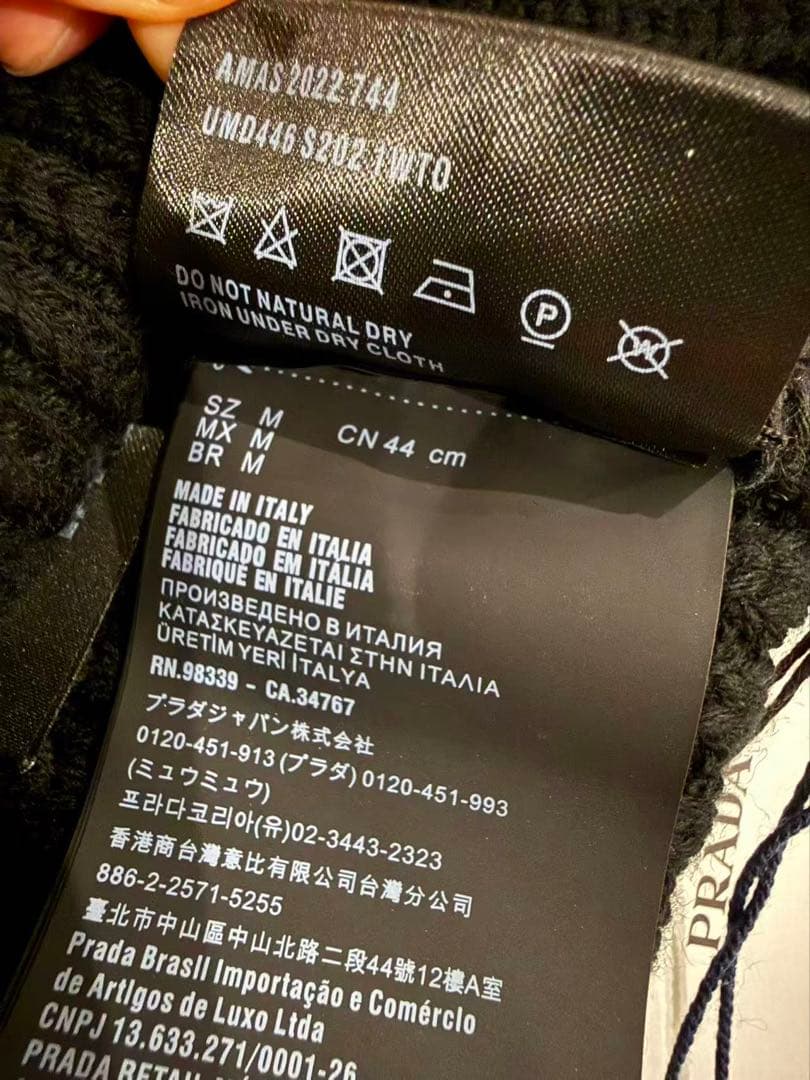 AMAS 2022 744
UMD446 S202 1WTO
P
W
DO NOT NATURAL DRY
IRON UNDER DRY CLOTH
SZ M
MX M
BR M
CN 44 cm
MADE IN ITALY
FABRICADO EN ITALIA
FABRICADO EM ITÁLIA
FABRIQUÉ EN ITALIE
ПРОИЗВЕДЕНО В ИТАЛИЯ
ΚΑΤΑΣΚΕΥΑΖΕΤΑΙ ΣΤΗΝ ΙΤΑΛΙΑ
ÜRETİM YERİ İTALYA
RN.98339 - CA.34767
プラダジャパン株式会社
0120-451-913 (プラダ) 0120-451-993
(ミュウミュウ)
프라다코리아(유)02-3443-2323
香港商台灣意比有限公司台灣分公司
886-2-2571-5255
臺北市中山區中山北路二段44號12樓A室
Prada Brasil Importação e Comércio
de Artigos de Luxo Ltda
CNPJ 13.633.271/0001-26
PRADA RETAIL
PRADA